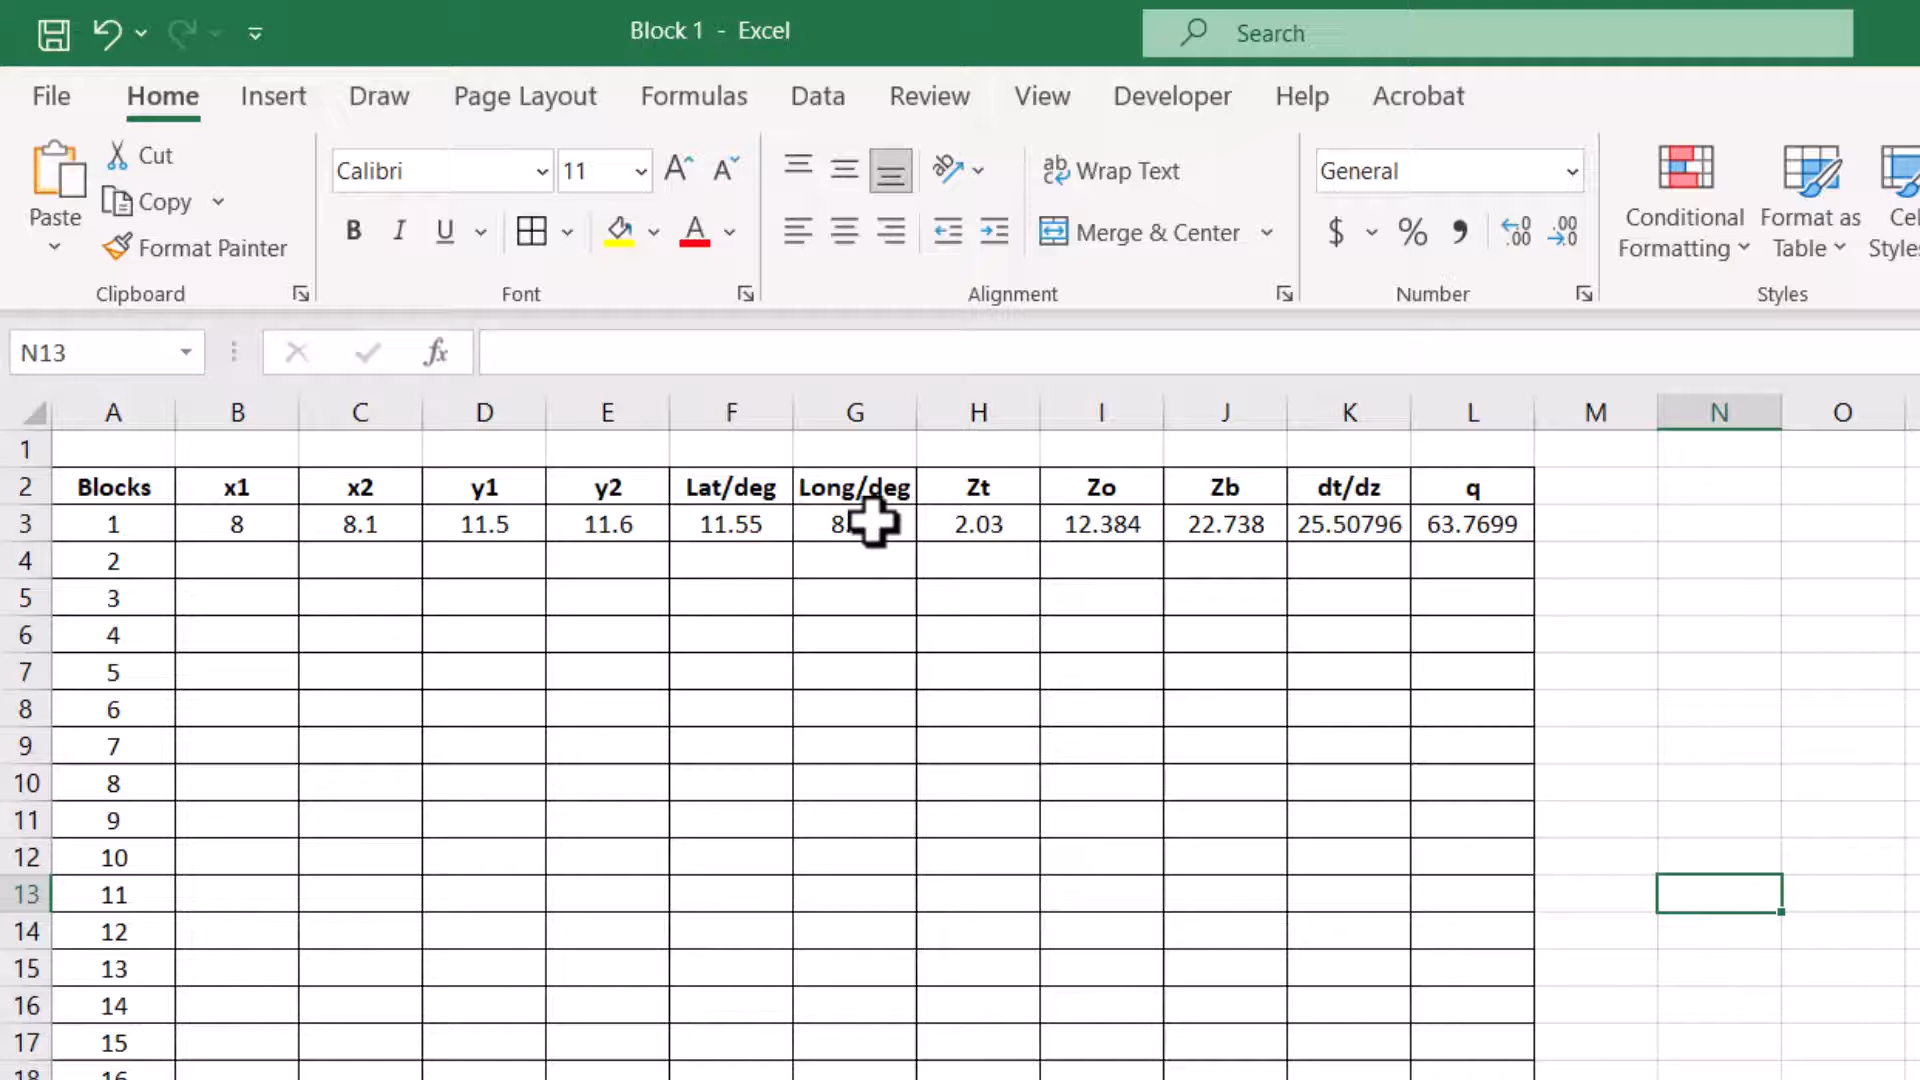 Block 1 - Excel
Search
File Home Insert Draw Page Layout Formulas Data Review View Developer Help Acrobat
Paste
Cut
Copy
Format Painter
Clipboard
Calibri 11
B I U
Font
Wrap Text
Merge & Center
Alignment
General
$ % ,
Number
Conditional Formatting
Format as Table
Styles
N13
fx
A B C D E F G H I J K L M N O
1
2 Blocks x1 x2 y1 y2 Lat/deg Long/deg Zt Zo Zb dt/dz q
3 1 8 8.1 11.5 11.6 11.55 2.03 12.384 22.738 25.50796 63.7699
4 2
5 3
6 4
7 5
8 6
9 7
10 8
11 9
12 10
13 11
14 12
15 13
16 14
17 15
18 16